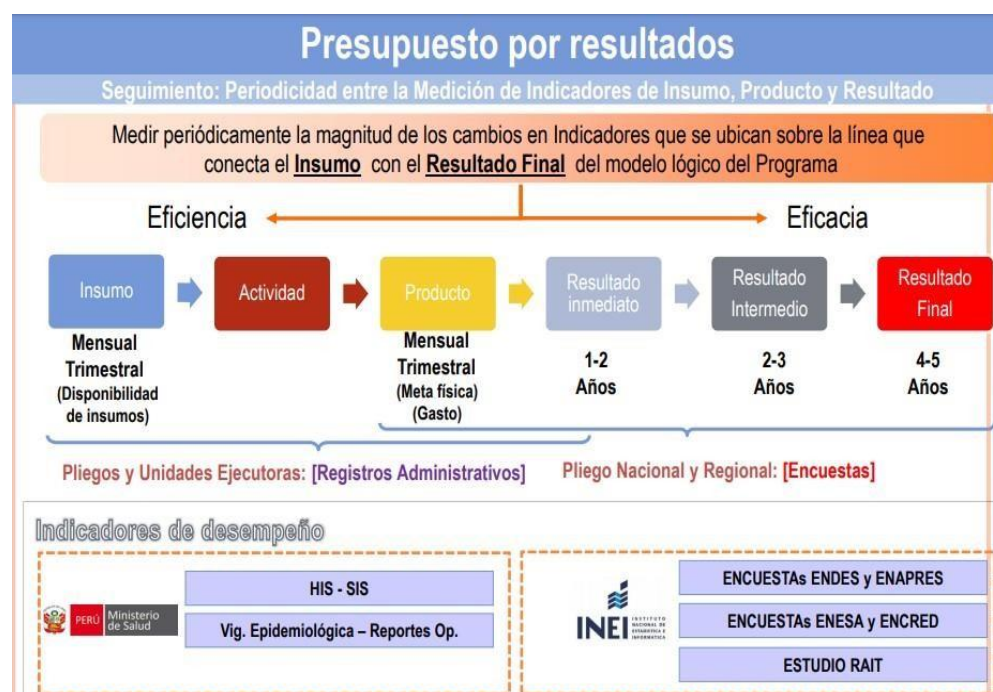 Presupuesto por resultados
Seguimiento: Periodicidad entre la Medición de Indicadores de Insumo, Producto y Resultado
Medir periódicamente la magnitud de los cambios en Indicadores que se ubican sobre la línea que
conecta el Insumo con el Resultado Final del modelo lógico del Programa
Eficiencia
Eficacia
Insumo
Actividad
Producto
Resultado
inmediato
Resultado
Intermedio
Resultado
Final
Mensual
Trimestral
(Disponibilidad
de insumos)
Mensual
Trimestral
(Meta física)
(Gasto)
1-2
Años
2-3
Años
4-5
Años
Pliegos y Unidades Ejecutoras: [Registros Administrativos]
Pliego Nacional y Regional: [Encuestas]
Indicadores de desempeño
PERÚ
Ministerio
de Salud
HIS - SIS
Vig. Epidemiológica – Reportes Op.
INEI
INSTITUTO
NACIONAL DE
ESTADÍSTICA E
INFORMÁTICA
ENCUESTAs ENDES y ENAPRES
ENCUESTAs ENESA y ENCRED
ESTUDIO RAIT